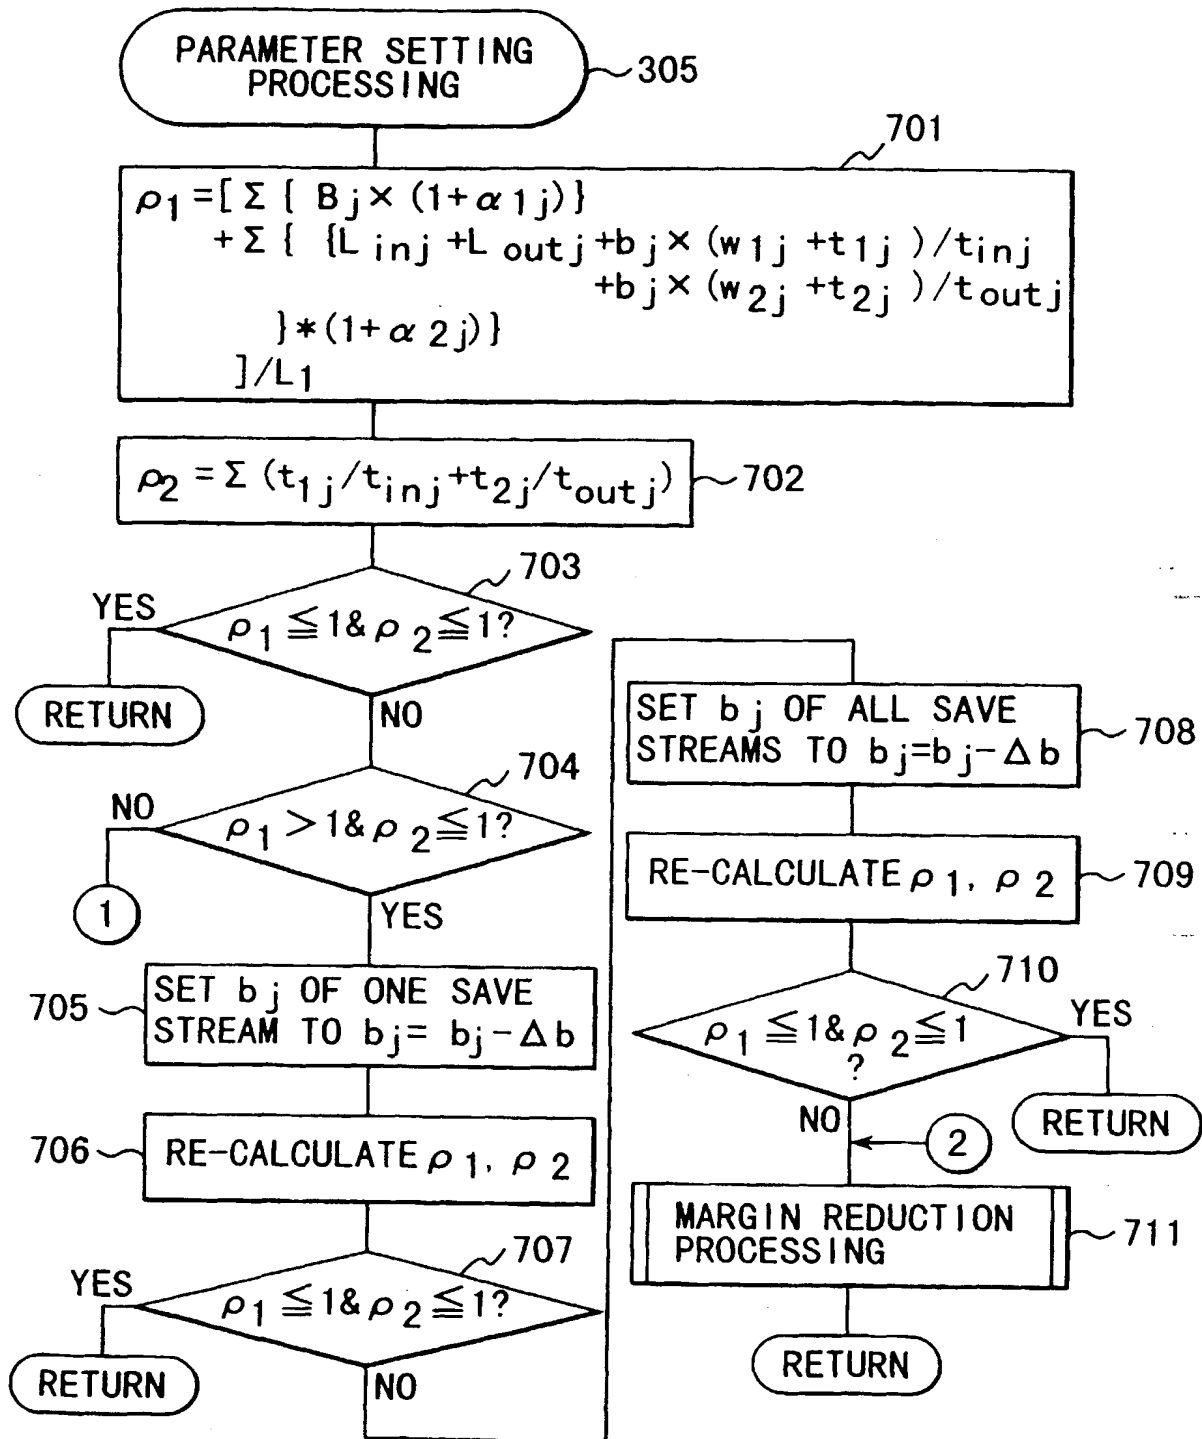 PARAMETER SETTING
PROCESSING
305
701
ρ1 =[ Σ { Bj × (1+ α 1j)}
+ Σ { {L inj +L outj +bj × (w1j +t1j )/tinj
+bj × (w2j +t2j )/toutj
}*(1+ α 2j)}
]/L1
ρ2 = Σ (t1j/tinj+t2j/toutj)
702
703
YES
ρ1 ≦ 1& ρ2 ≦ 1?
RETURN
NO
704
NO
ρ1 > 1& ρ2 ≦ 1?
1
YES
705
SET bj OF ONE SAVE
STREAM TO bj= bj - Δb
706
RE-CALCULATE ρ1, ρ2
707
YES
ρ1 ≦ 1& ρ2 ≦ 1?
RETURN
NO
SET bj OF ALL SAVE
STREAMS TO bj=bj - Δb
708
RE-CALCULATE ρ1, ρ2
709
710
ρ1 ≦ 1& ρ2 ≦ 1
?
YES
RETURN
NO
2
MARGIN REDUCTION
PROCESSING
711
RETURN